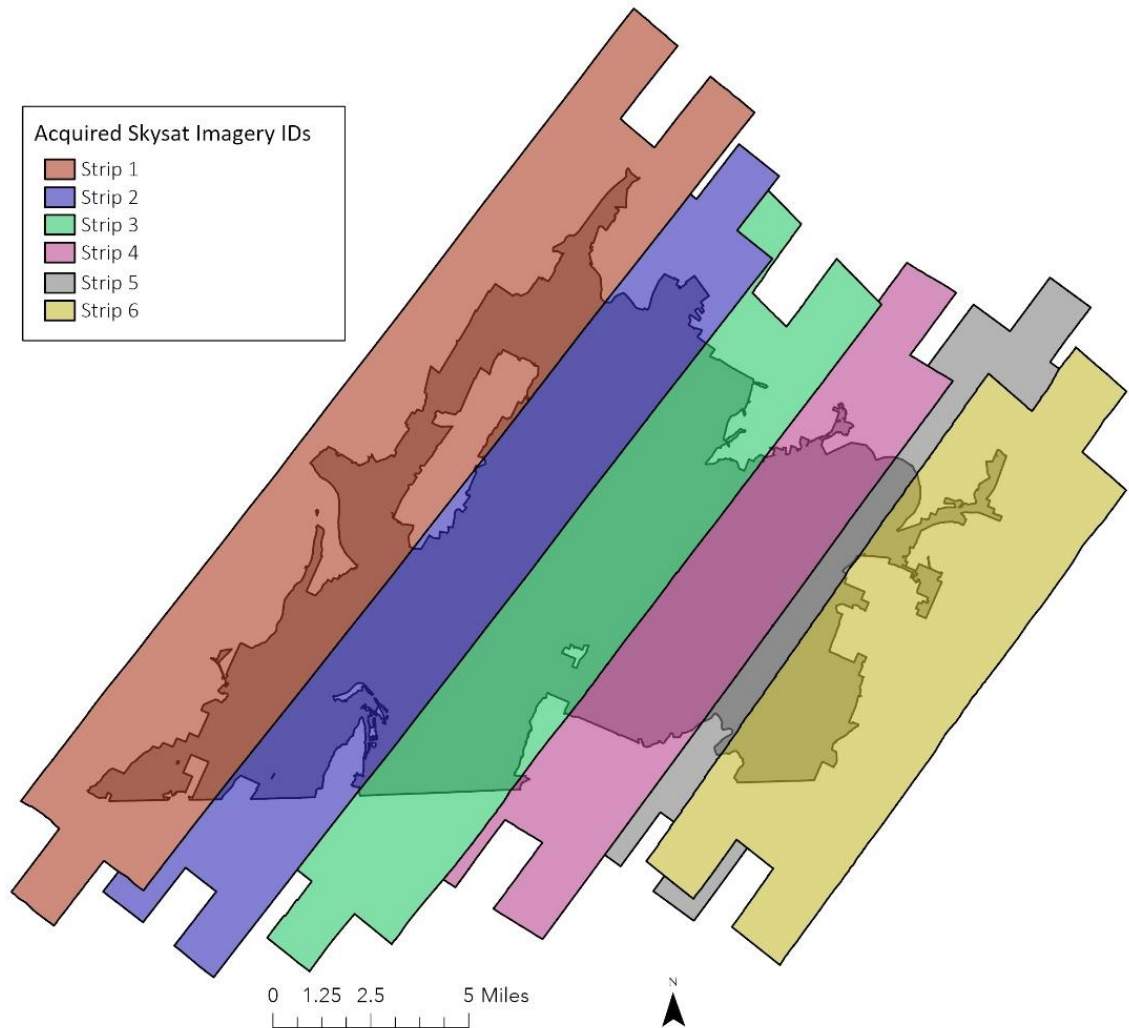 Acquired Skysat Imagery IDs
Strip 1
Strip 2
Strip 3
Strip 4
Strip 5
Strip 6
0 1.25 2.5 5 Miles
N